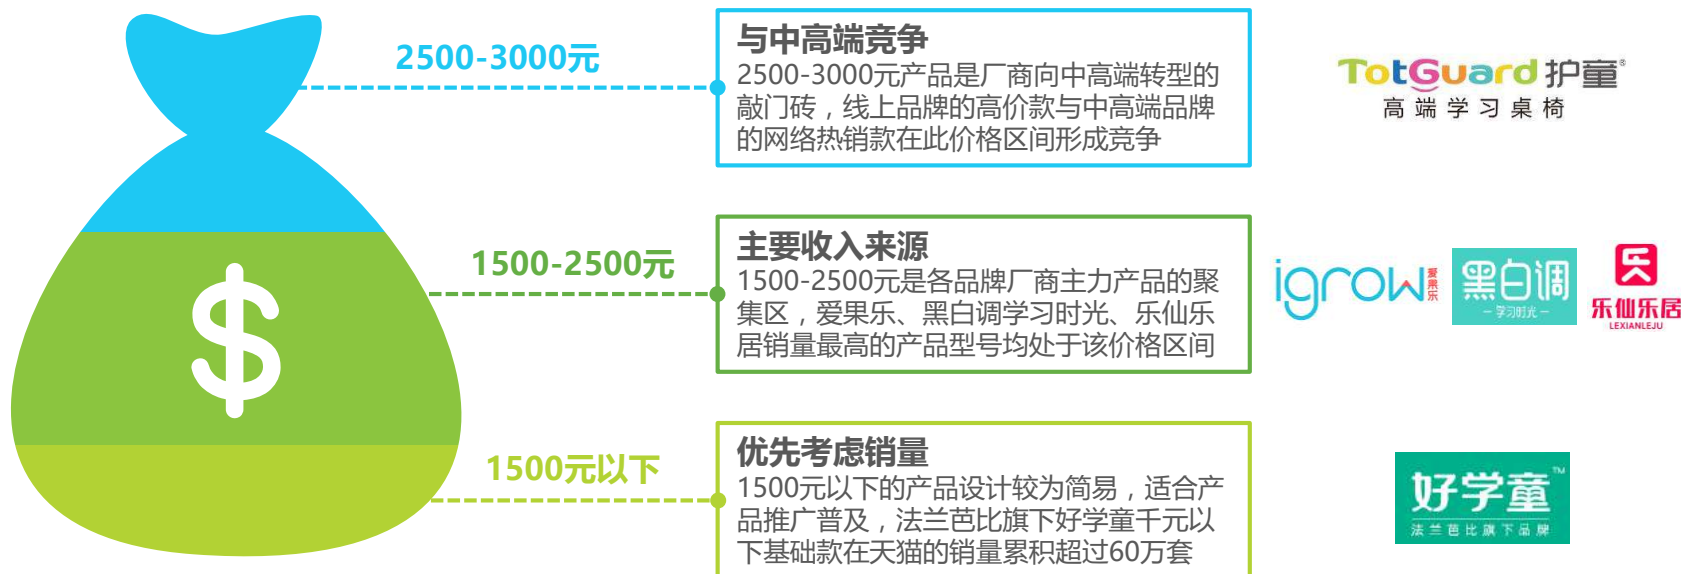 2500-3000元
与中高端竞争
2500-3000元产品是厂商向中高端转型的
敲门砖，线上品牌的高价款与中高端品牌
的网络热销款在此价格区间形成竞争
TotGuard 护童®
高端学习桌椅
$
1500-2500元
主要收入来源
1500-2500元是各品牌厂商主力产品的聚
集区，爱果乐、黑白调学习时光、乐仙乐
居销量最高的产品型号均处于该价格区间
igrow 爱果乐
黑白调
学习时光
乐仙乐居
LEXIANLEJU
1500元以下
优先考虑销量
1500元以下的产品设计较为简易，适合产
品推广普及，法兰芭比旗下好学童千元以
下基础款在天猫的销量累积超过60万套
好学童™
法兰芭比旗下品牌